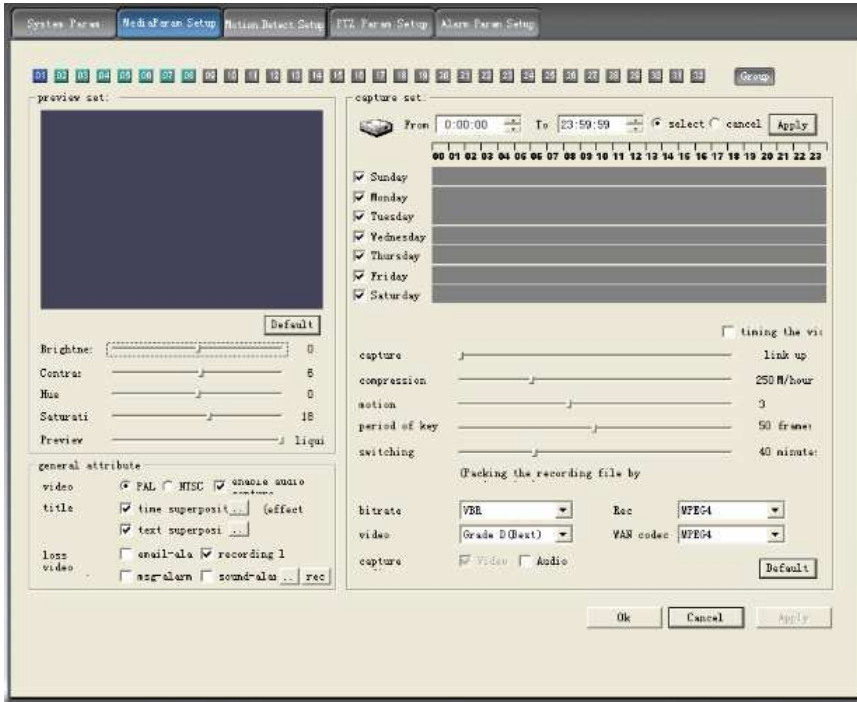 System Param MediaParam Setup Motion Detect Setup PTZ Param Setup Alarm Param Setup
01 02 03 04 05 06 07 08 09 10 11 12 13 14 15 16 17 18 19 20 21 22 23 24 25 26 27 28 29 30 31 32 Group
preview set:
capture set:
From 0:00:00 To 23:59:59 select cancel Apply
00 01 02 03 04 05 06 07 08 09 10 11 12 13 14 15 16 17 18 19 20 21 22 23
Sunday
Monday
Tuesday
Wednesday
Thursday
Friday
Saturday
Default
timing the vi
Brightne: 0
Contra: 6
Hue 0
Saturati 18
Preview liqui
capture link up
compression 250 M/hour
motion 3
period of key 50 frame
switching 40 minute
(Packing the recording file by
general attribute
video PAL NTSC enable audio
title time superposit ... (effect
text superposi ...
loss video
email-ala recording l
msg-alarm sound-ala ... rec
bitrate VBR Rec MPEG4
video Grade D(Best) WAN codec MPEG4
capture Video Audio Default
Ok Cancel Apply